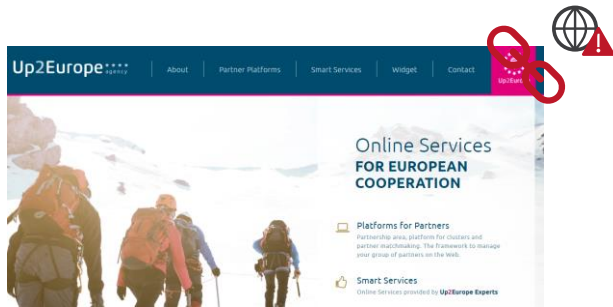 Up2Europe agency
About
Partner Platforms
Smart Services
Widget
Contact
Up2Europe
Online Services
FOR EUROPEAN
COOPERATION
Platforms for Partners
Partnership area, platform for clusters and
partner matchmaking. The framework to manage
your group of partners on the Web.
Smart Services
Online Services provided by Up2Europe Experts